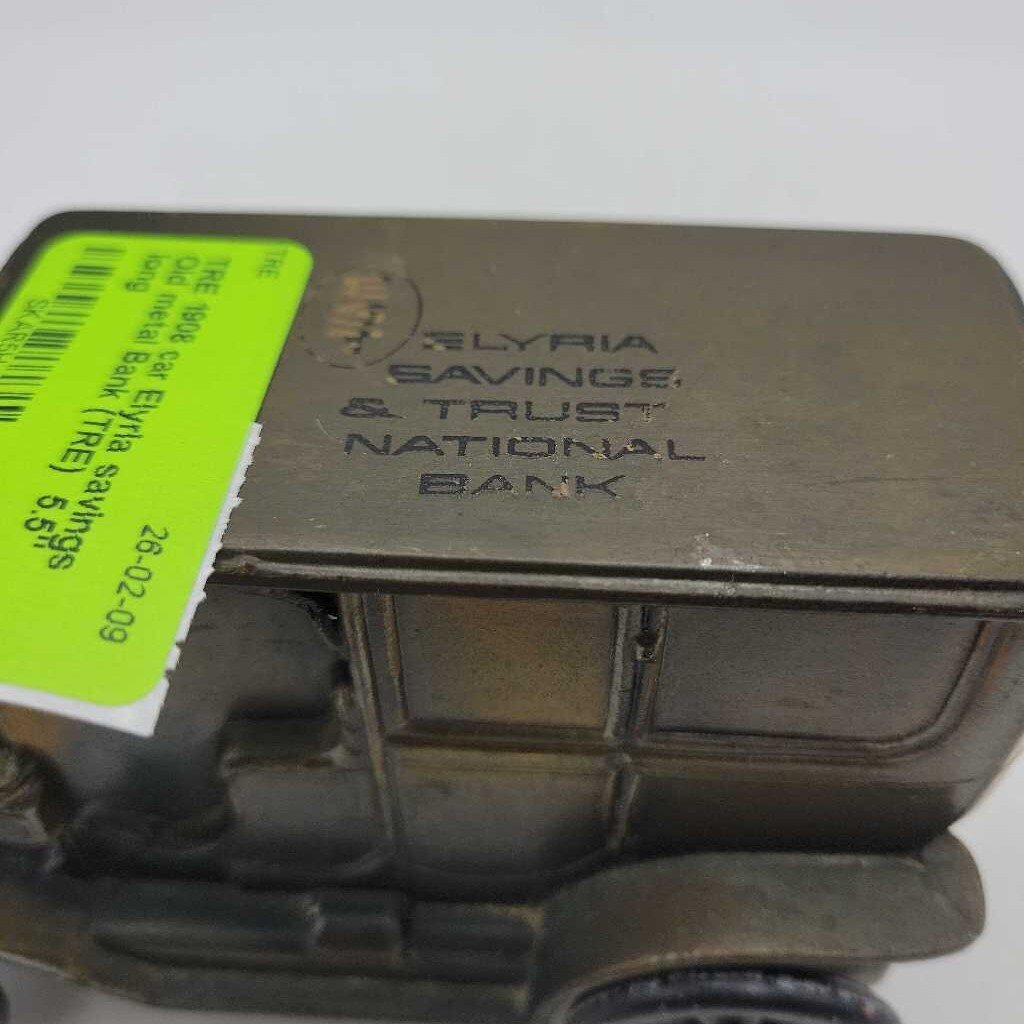 TRE
TRE 1908 car Elyria savings
Old metal Bank (TRE) 5.5"
long
26-02-09
ELYRIA
SAVINGS
& TRUST
NATIONAL
BANK